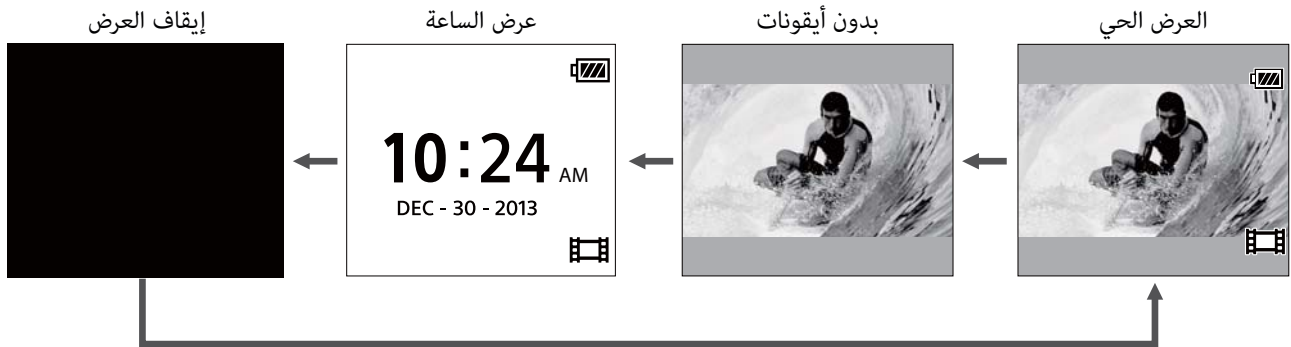 العرض الحي
بدون أيقونات
عرض الساعة
إيقاف العرض
10:24 AM
DEC - 30 - 2013